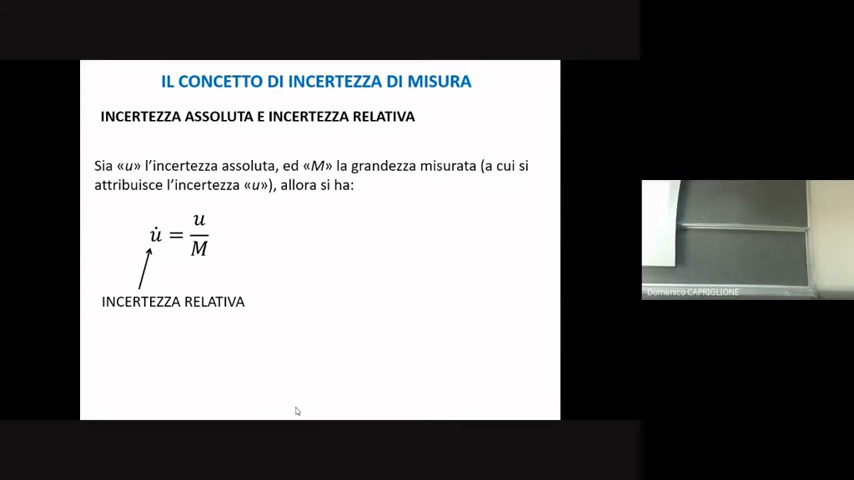 IL CONCETTO DI INCERTEZZA DI MISURA
INCERTEZZA ASSOLUTA E INCERTEZZA RELATIVA
Sia «u» l’incertezza assoluta, ed «M» la grandezza misurata (a cui si
attribuisce l’incertezza «u»), allora si ha:
u̇ = u/M
INCERTEZZA RELATIVA
Domenico CAPRIGLIONE